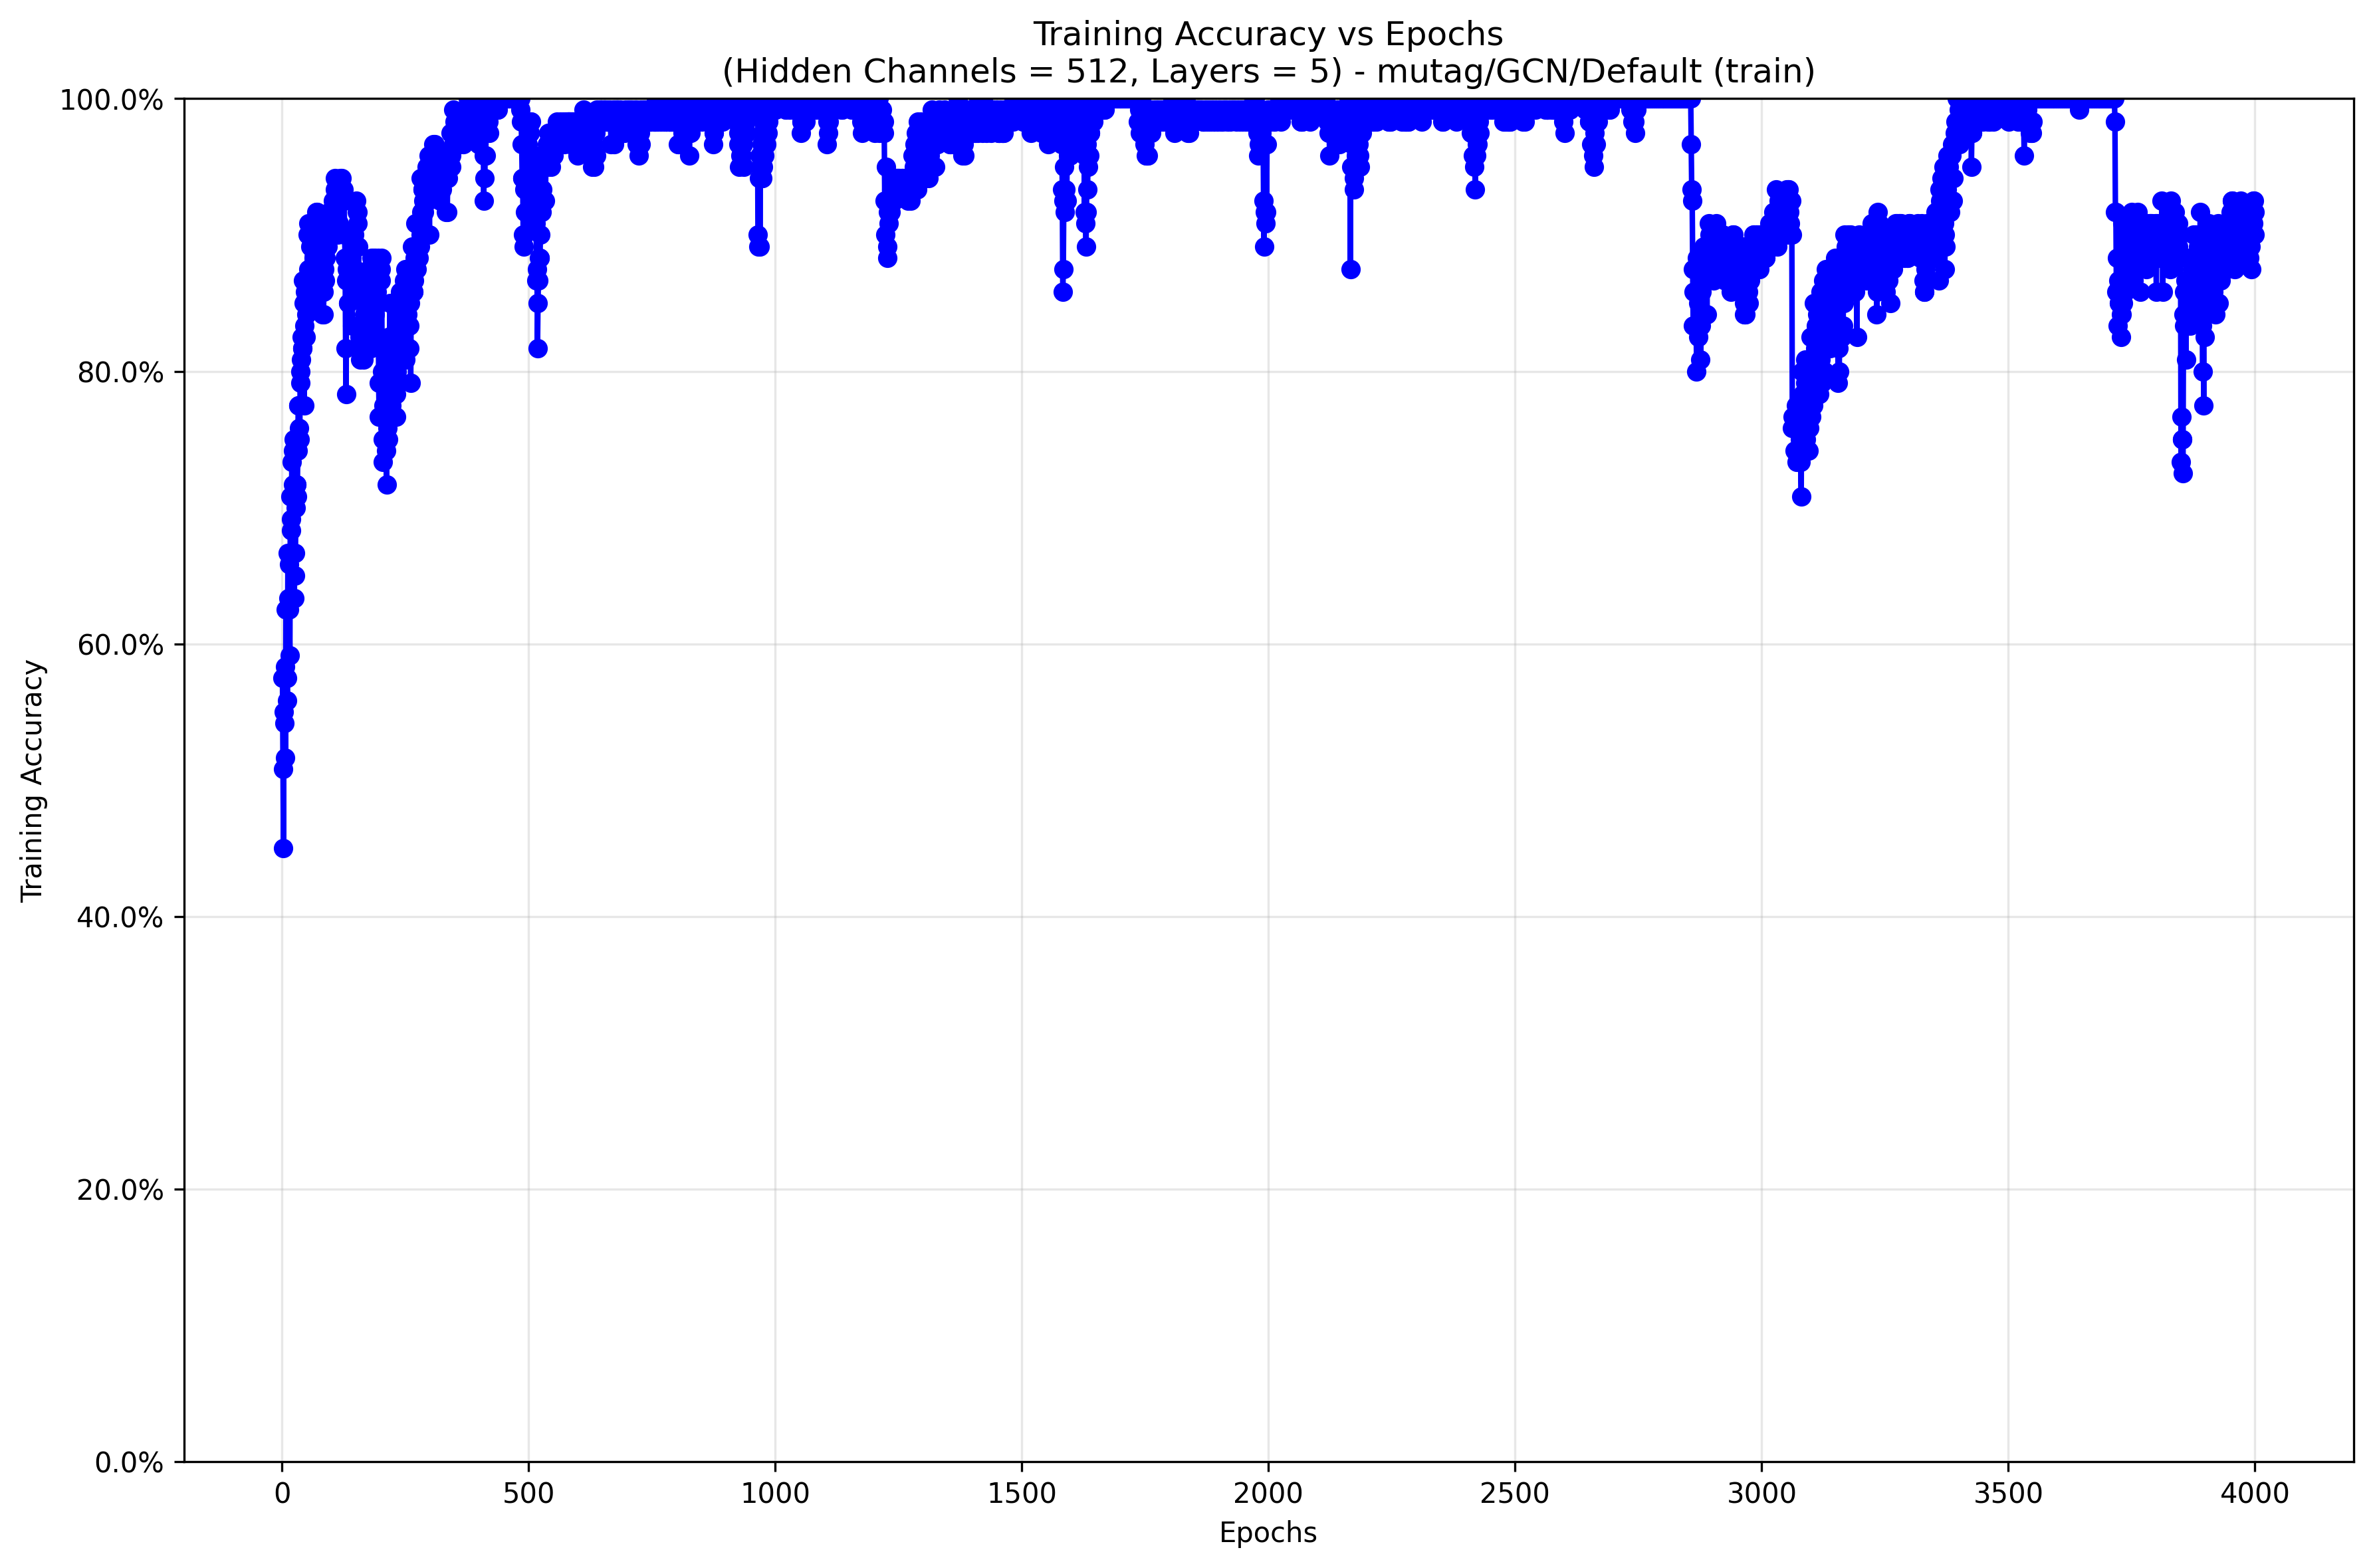 Training Accuracy vs Epochs
(Hidden Channels = 512, Layers = 5) - mutag/GCN/Default (train)
100.0%
80.0%
60.0%
40.0%
20.0%
0.0%
Training Accuracy
0 500 1000 1500 2000 2500 3000 3500 4000
Epochs